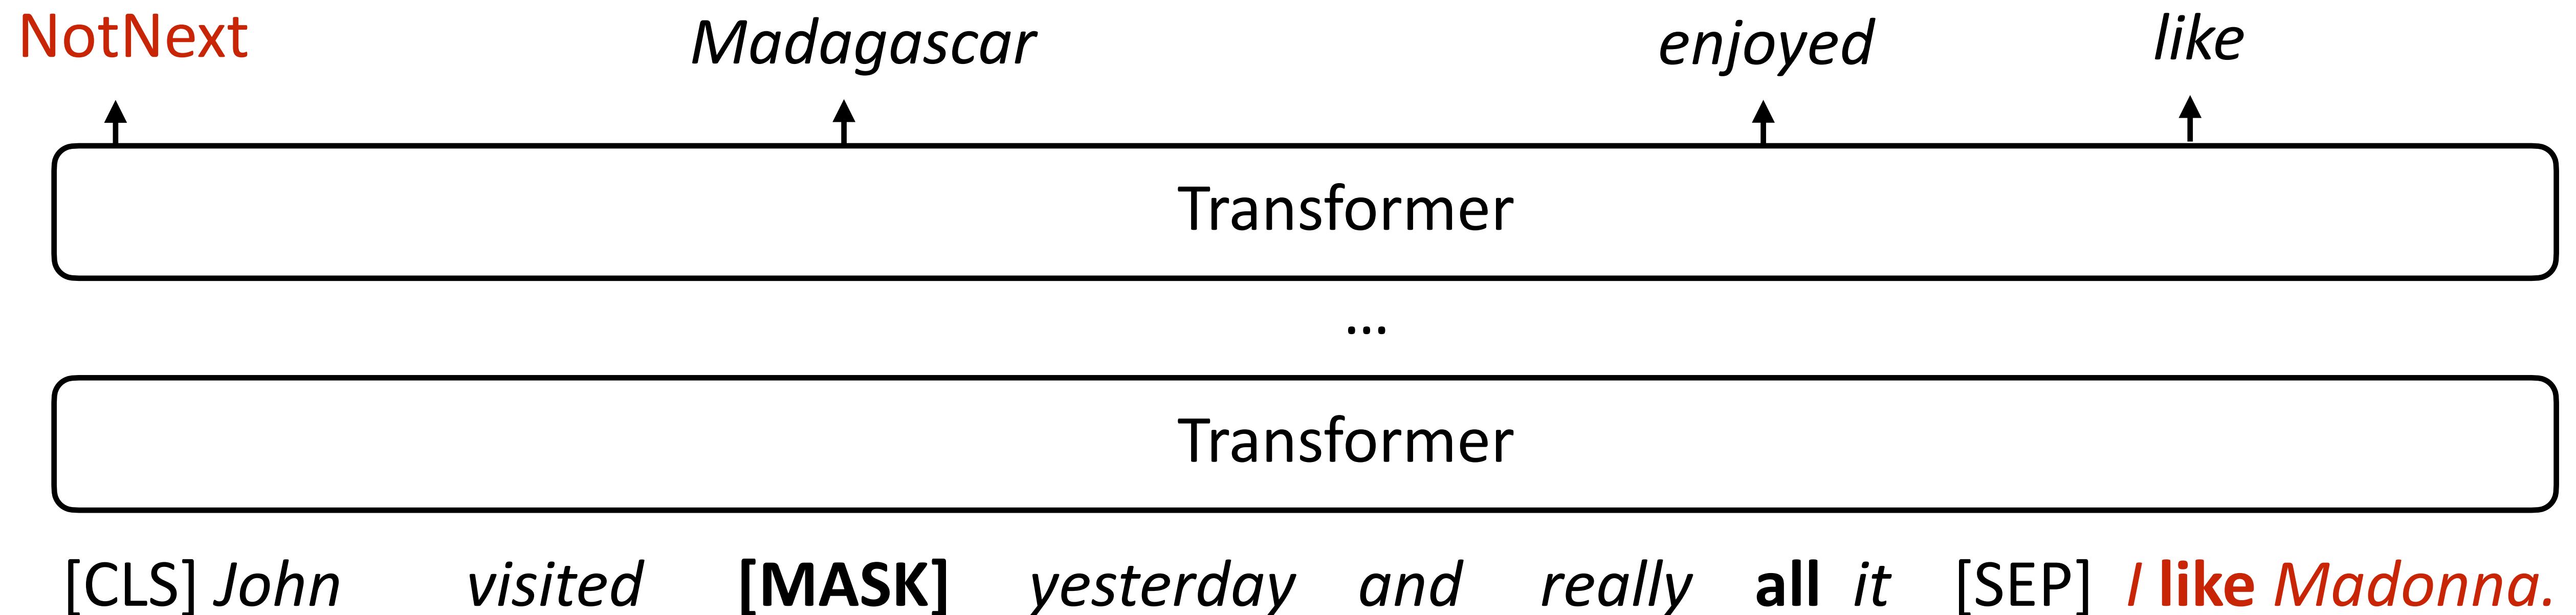 NotNext Madagascar enjoyed like
Transformer
...
Transformer
[CLS] John visited [MASK] yesterday and really all it [SEP] I like Madonna.